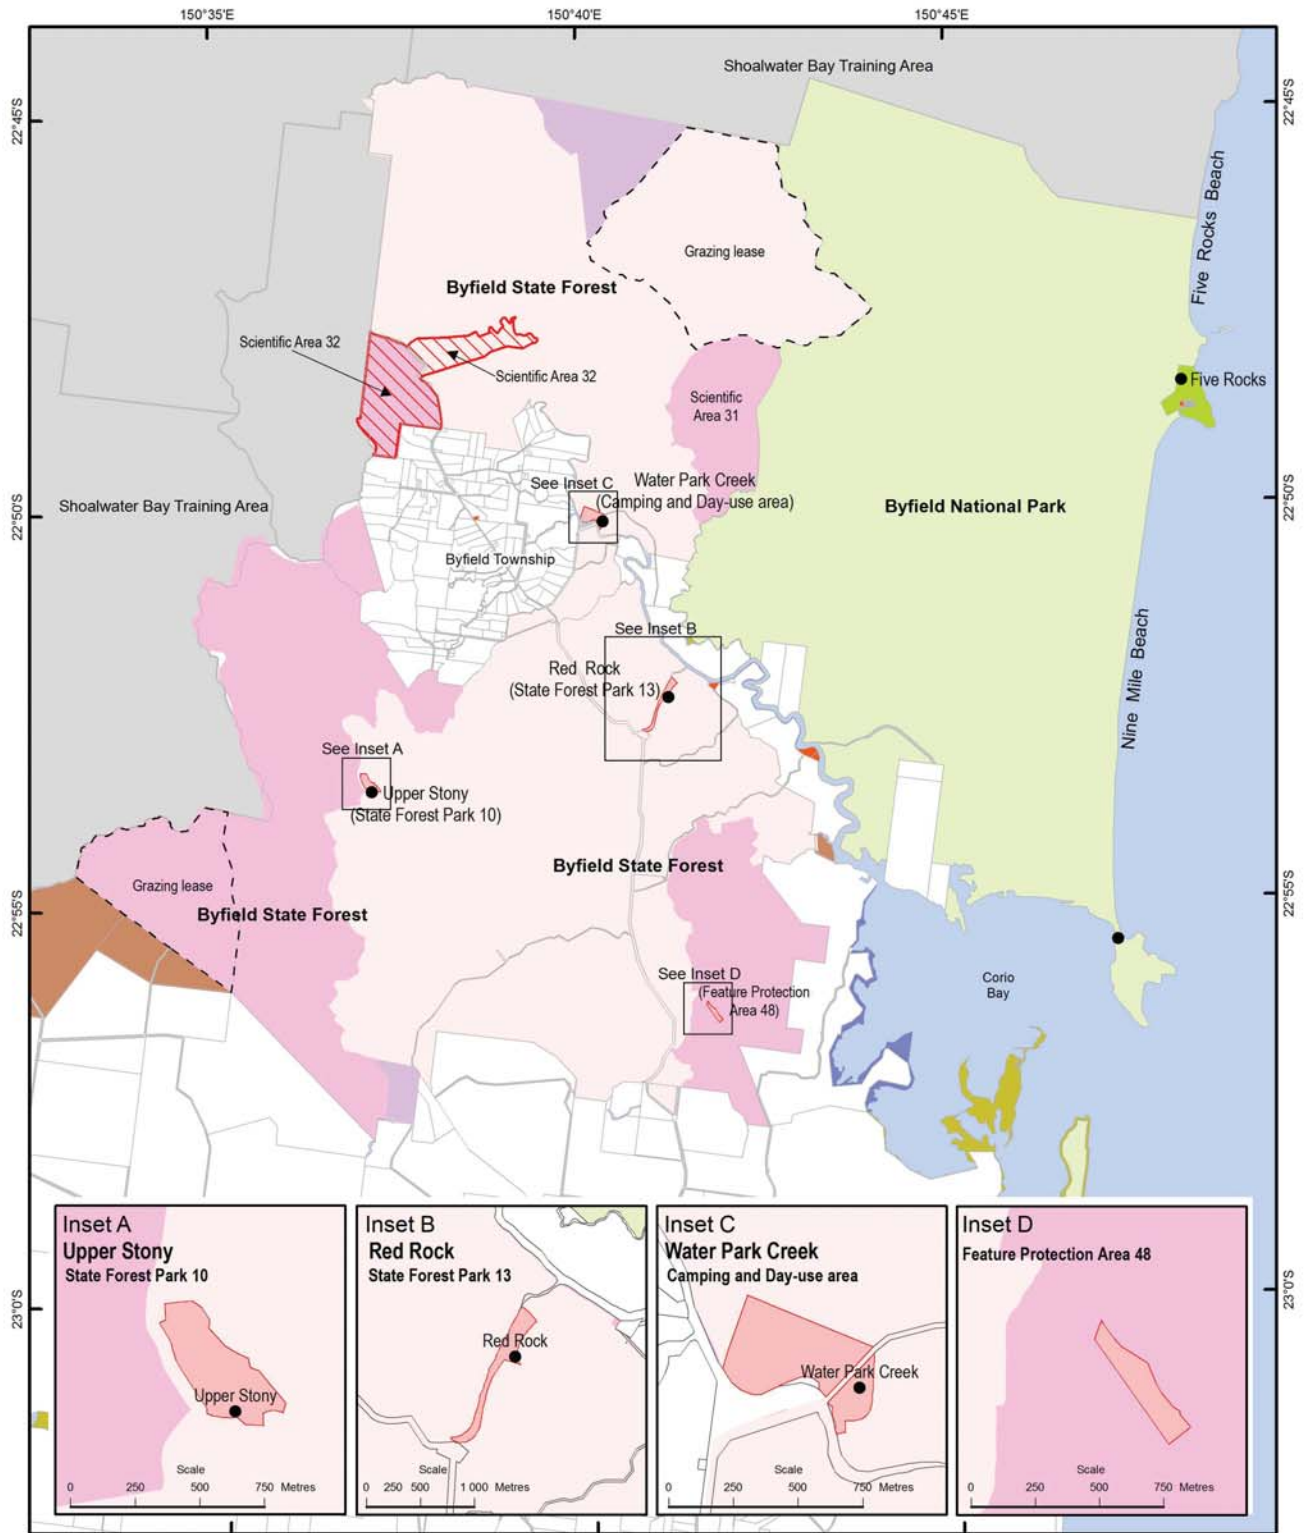 150°35'E
150°40'E
150°45'E
Shoalwater Bay Training Area
22°45'S
22°45'S
Five Rocks Beach
Grazing lease
Byfield State Forest
Scientific Area 32
Scientific Area 32
Five Rocks
Scientific
Area 31
See Inset C
Water Park Creek
(Camping and Day-use area)
Shoalwater Bay Training Area
Byfield National Park
22°50'S
22°50'S
Byfield Township
See Inset B
Nine Mile Beach
Red Rock
(State Forest Park 13)
See Inset A
Upper Stony
(State Forest Park 10)
Byfield State Forest
Grazing lease
Byfield State Forest
22°55'S
22°55'S
See Inset D
(Feature Protection
Area 48)
Corio
Bay
23°0'S
23°0'S
Inset A
Upper Stony
State Forest Park 10
Upper Stony
Scale
0 250 500 750 Metres
Inset B
Red Rock
State Forest Park 13
Red Rock
Scale
0 250 500 1 000 Metres
Inset C
Water Park Creek
Camping and Day-use area
Water Park Creek
Scale
0 250 500 750 Metres
Inset D
Feature Protection Area 48
Scale
0 250 500 750 Metres